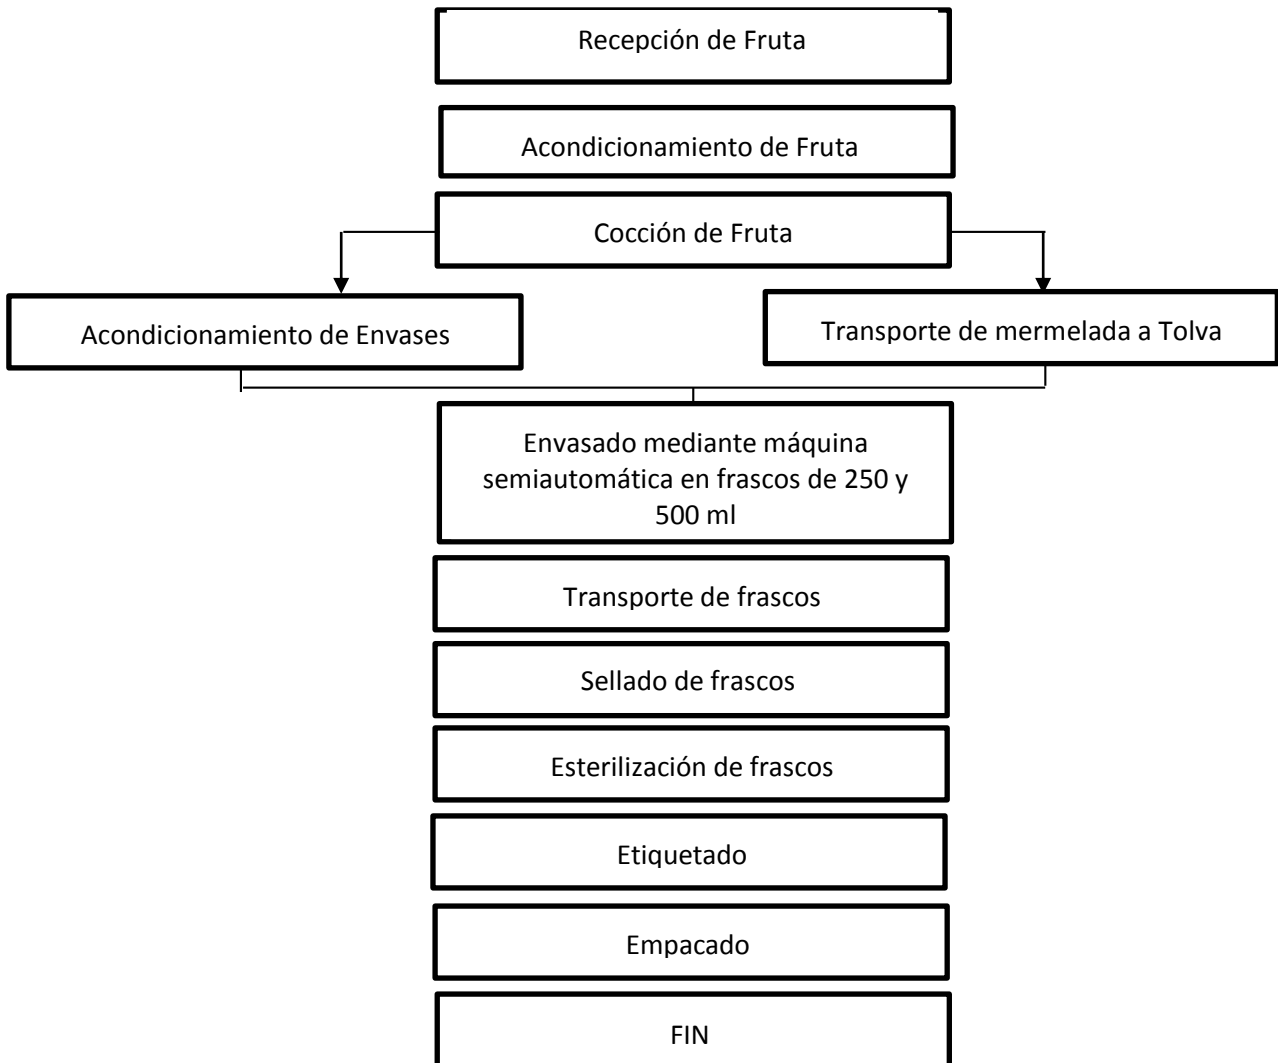 Recepción de Fruta
Acondicionamiento de Fruta
Cocción de Fruta
Acondicionamiento de Envases
Transporte de mermelada a Tolva
Envasado mediante máquina
semiautomática en frascos de 250 y
500 ml
Transporte de frascos
Sellado de frascos
Esterilización de frascos
Etiquetado
Empacado
FIN